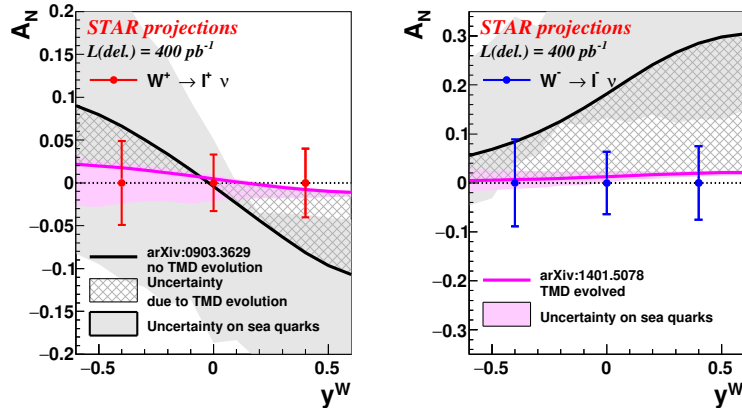 A_N
STAR projections
L(del.) = 400 pb⁻¹
W⁺ → l⁺ ν
0.2
0.15
0.1
0.05
0
−0.05
−0.1
−0.15
−0.2
arXiv:0903.3629
no TMD evolution
Uncertainty
due to TMD evolution
Uncertainty on sea quarks
−0.5
0
0.5
y^W
A_N
STAR projections
L(del.) = 400 pb⁻¹
W⁻ → l⁻ ν
0.3
0.2
0.1
0
−0.1
−0.2
−0.3
arXiv:1401.5078
TMD evolved
Uncertainty on sea quarks
−0.5
0
0.5
y^W